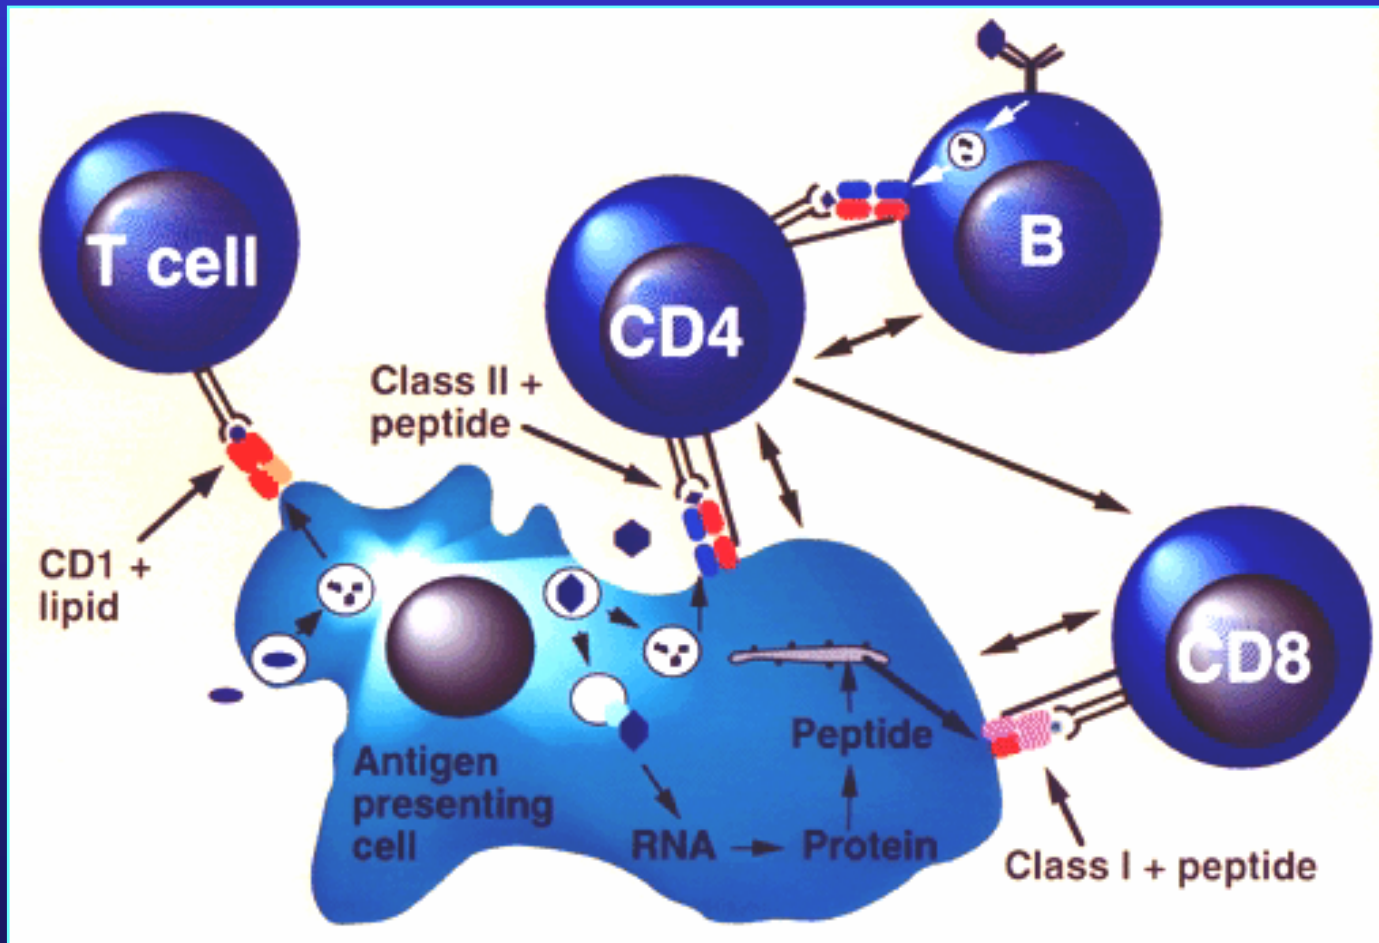 T cell
B
CD4
Class II +
peptide
CD1 +
lipid
CD8
Peptide
Antigen
presenting
cell
RNA
Protein
Class I + peptide